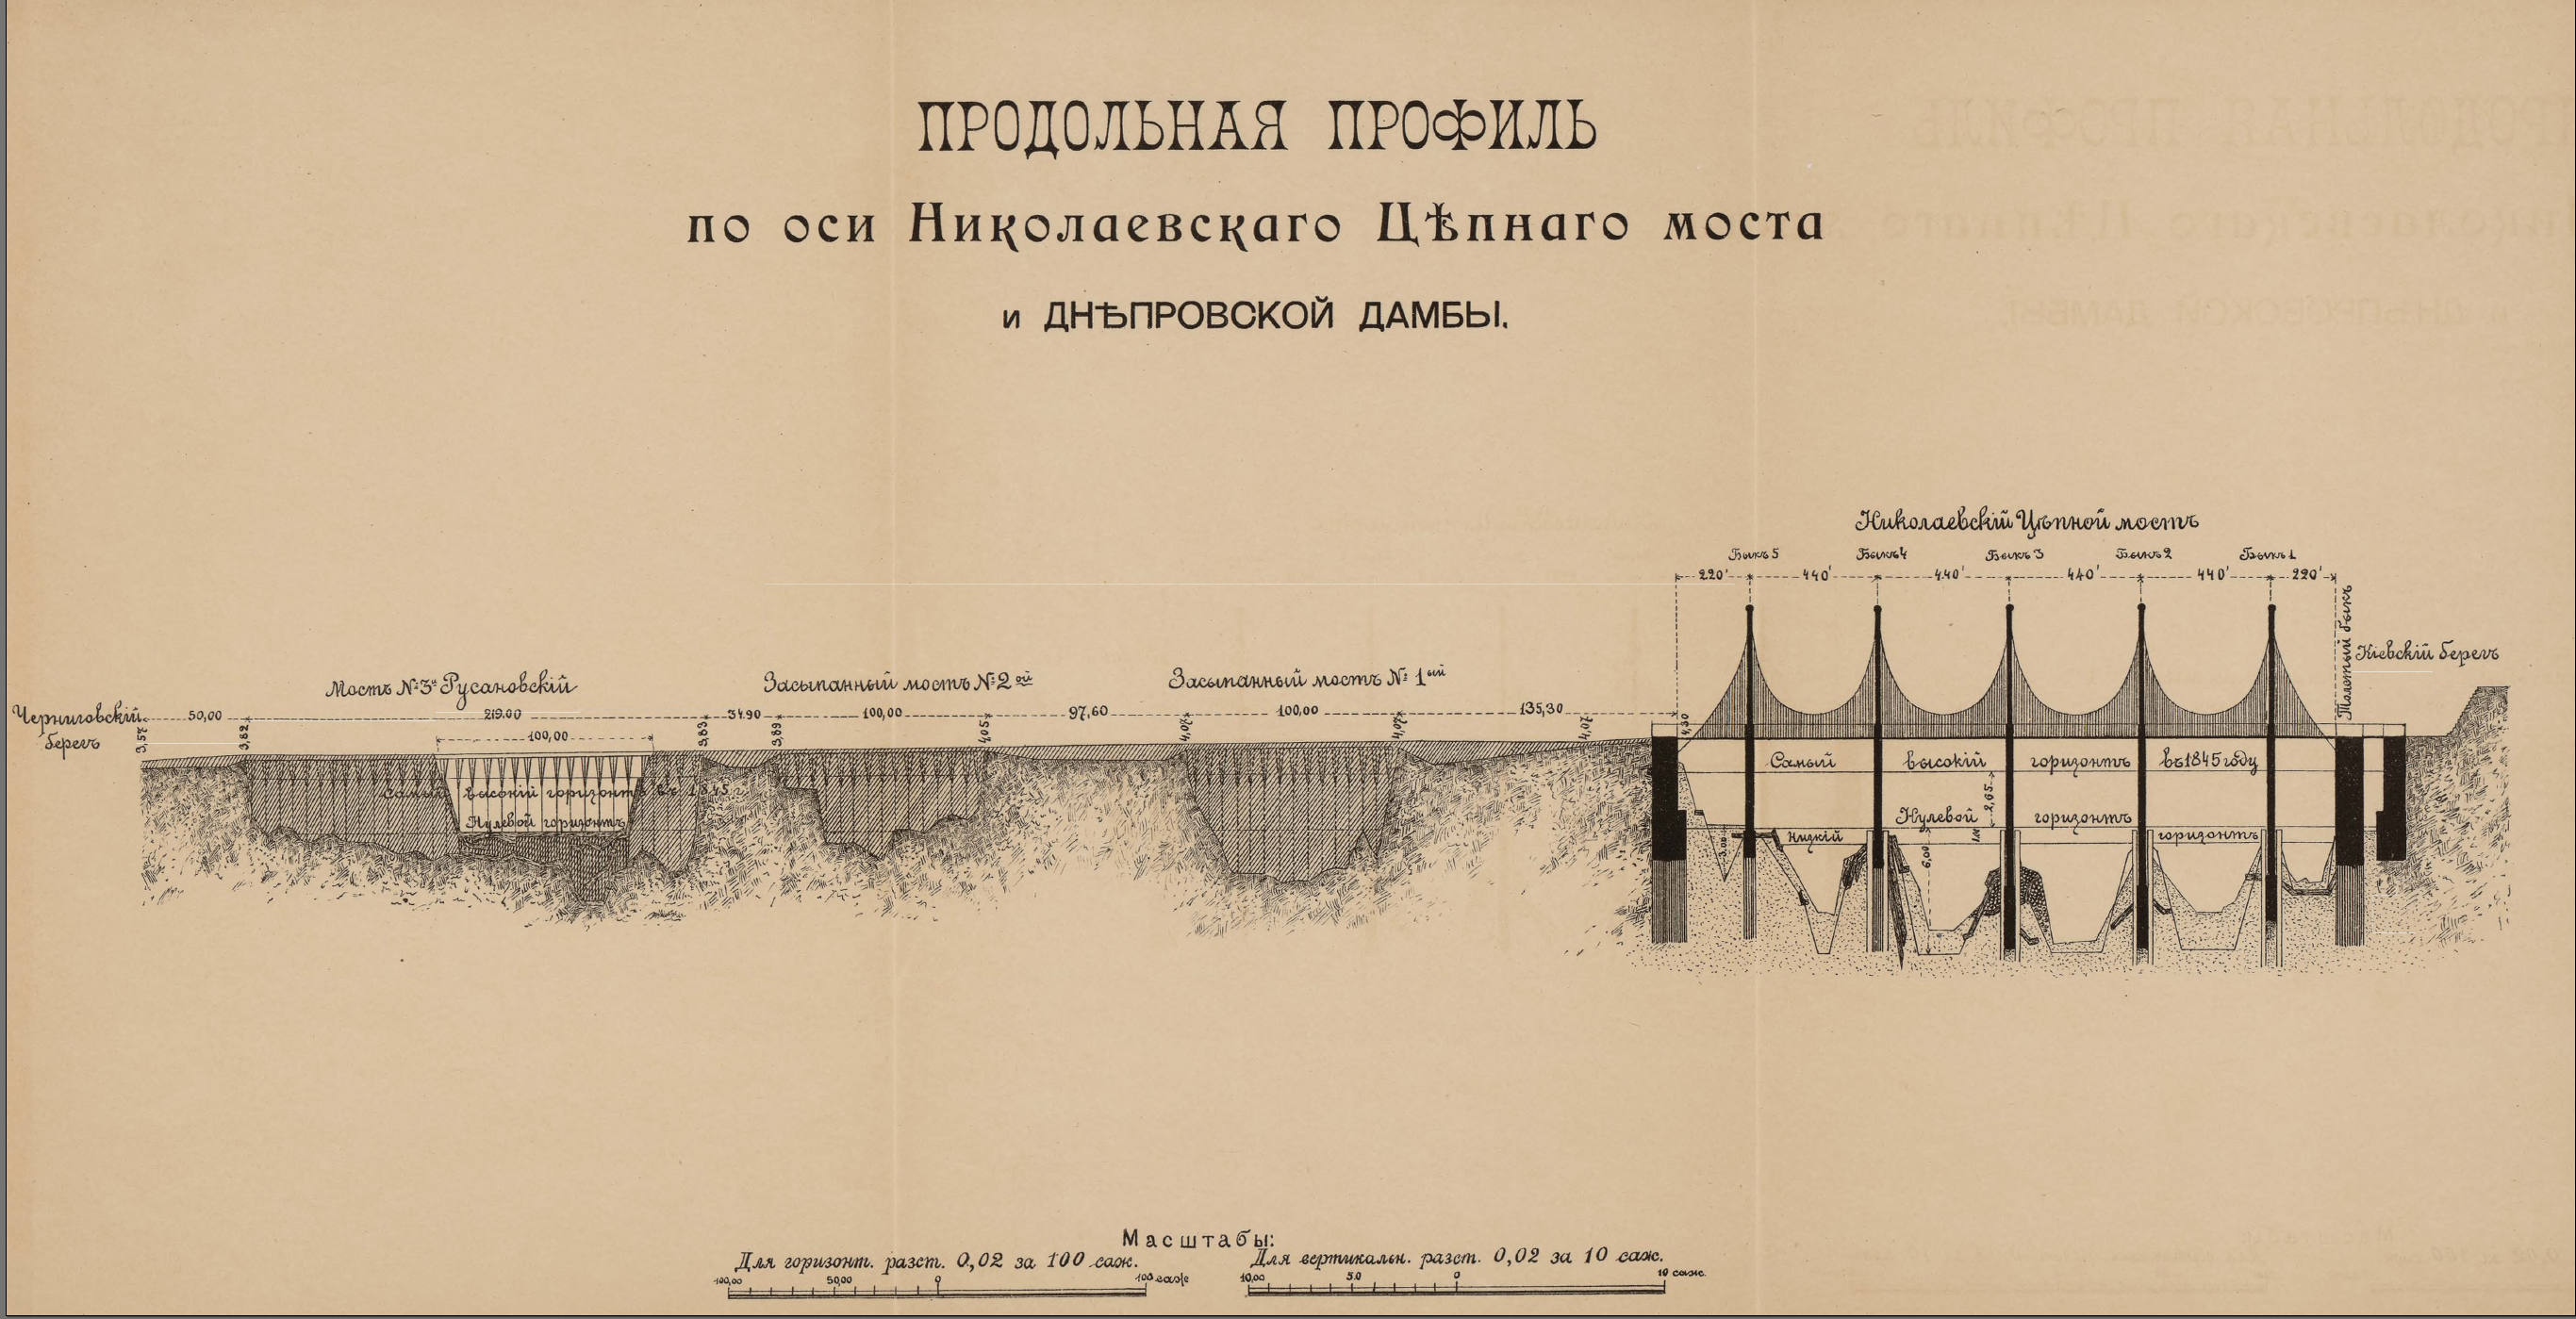 ПРОДОЛЬНАЯ ПРОФИЛЬ
по оси Николаевскаго Цѣпнаго моста
и ДНѢПРОВСКОЙ ДАМБЫ.
Николаевскій Цѣпной мостъ
Быкъ 5 Быкъ 4 Быкъ 3 Быкъ 2 Быкъ 1
220' 440' 440' 440' 440' 220'
Толстый быкъ
Кіевскій берегъ
Мостъ №3й Русановскій
Засыпанный мостъ №2ой
Засыпанный мостъ №1ый
Черниговскій берегъ
50,00 219.00 34.90 100,00 97,60 100,00 135,30
100,00
3,57 3,82 3,83 3,89 4,05 4,07 4,07 4,07 4,30
Самый высокій горизонтъ въ 1845 г.
Нулевой горизонтъ
Самый высокій горизонтъ въ 1845 году
2,65
Нулевой горизонтъ
Низкій горизонтъ
3,00 6,00
Масштабы:
Для горизонт. разст. 0,02 за 100 саж.
Для вертикальн. разст. 0,02 за 10 саж.
100,00 50,00 0 100 саж
10,00 5.0 0 10 саж.